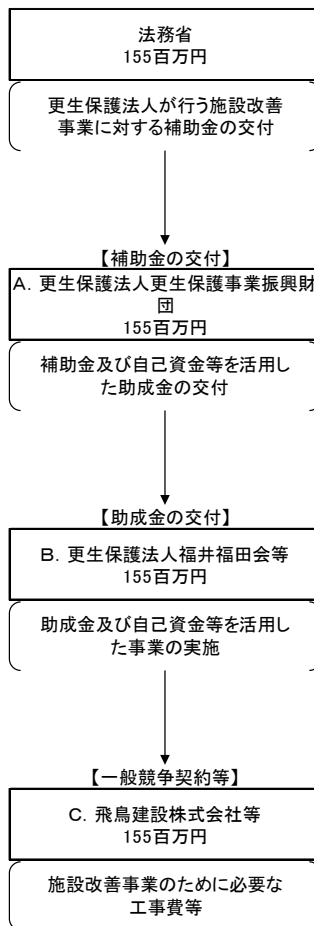 法務省
155百万円
更生保護法人が行う施設改善
事業に対する補助金の交付
【補助金の交付】
A．更生保護法人更生保護事業振興財
団
155百万円
補助金及び自己資金等を活用し
た助成金の交付
【助成金の交付】
B．更生保護法人福井福田会等
155百万円
助成金及び自己資金等を活用し
た事業の実施
【一般競争契約等】
C．飛鳥建設株式会社等
155百万円
施設改善事業のために必要な
工事費等